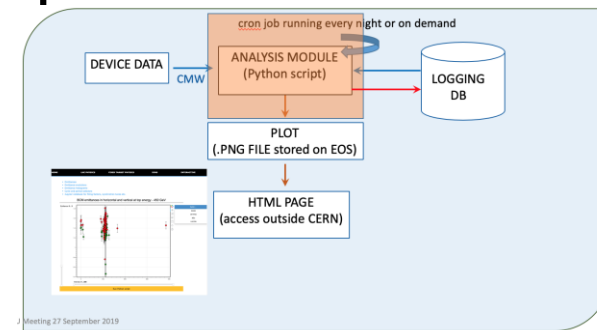 cron job running every night or on demand
DEVICE DATA
CMW
ANALYSIS MODULE
(Python script)
LOGGING
DB
PLOT
(.PNG FILE stored on EOS)
HTML PAGE
(access outside CERN)
Meeting 27 September 2019